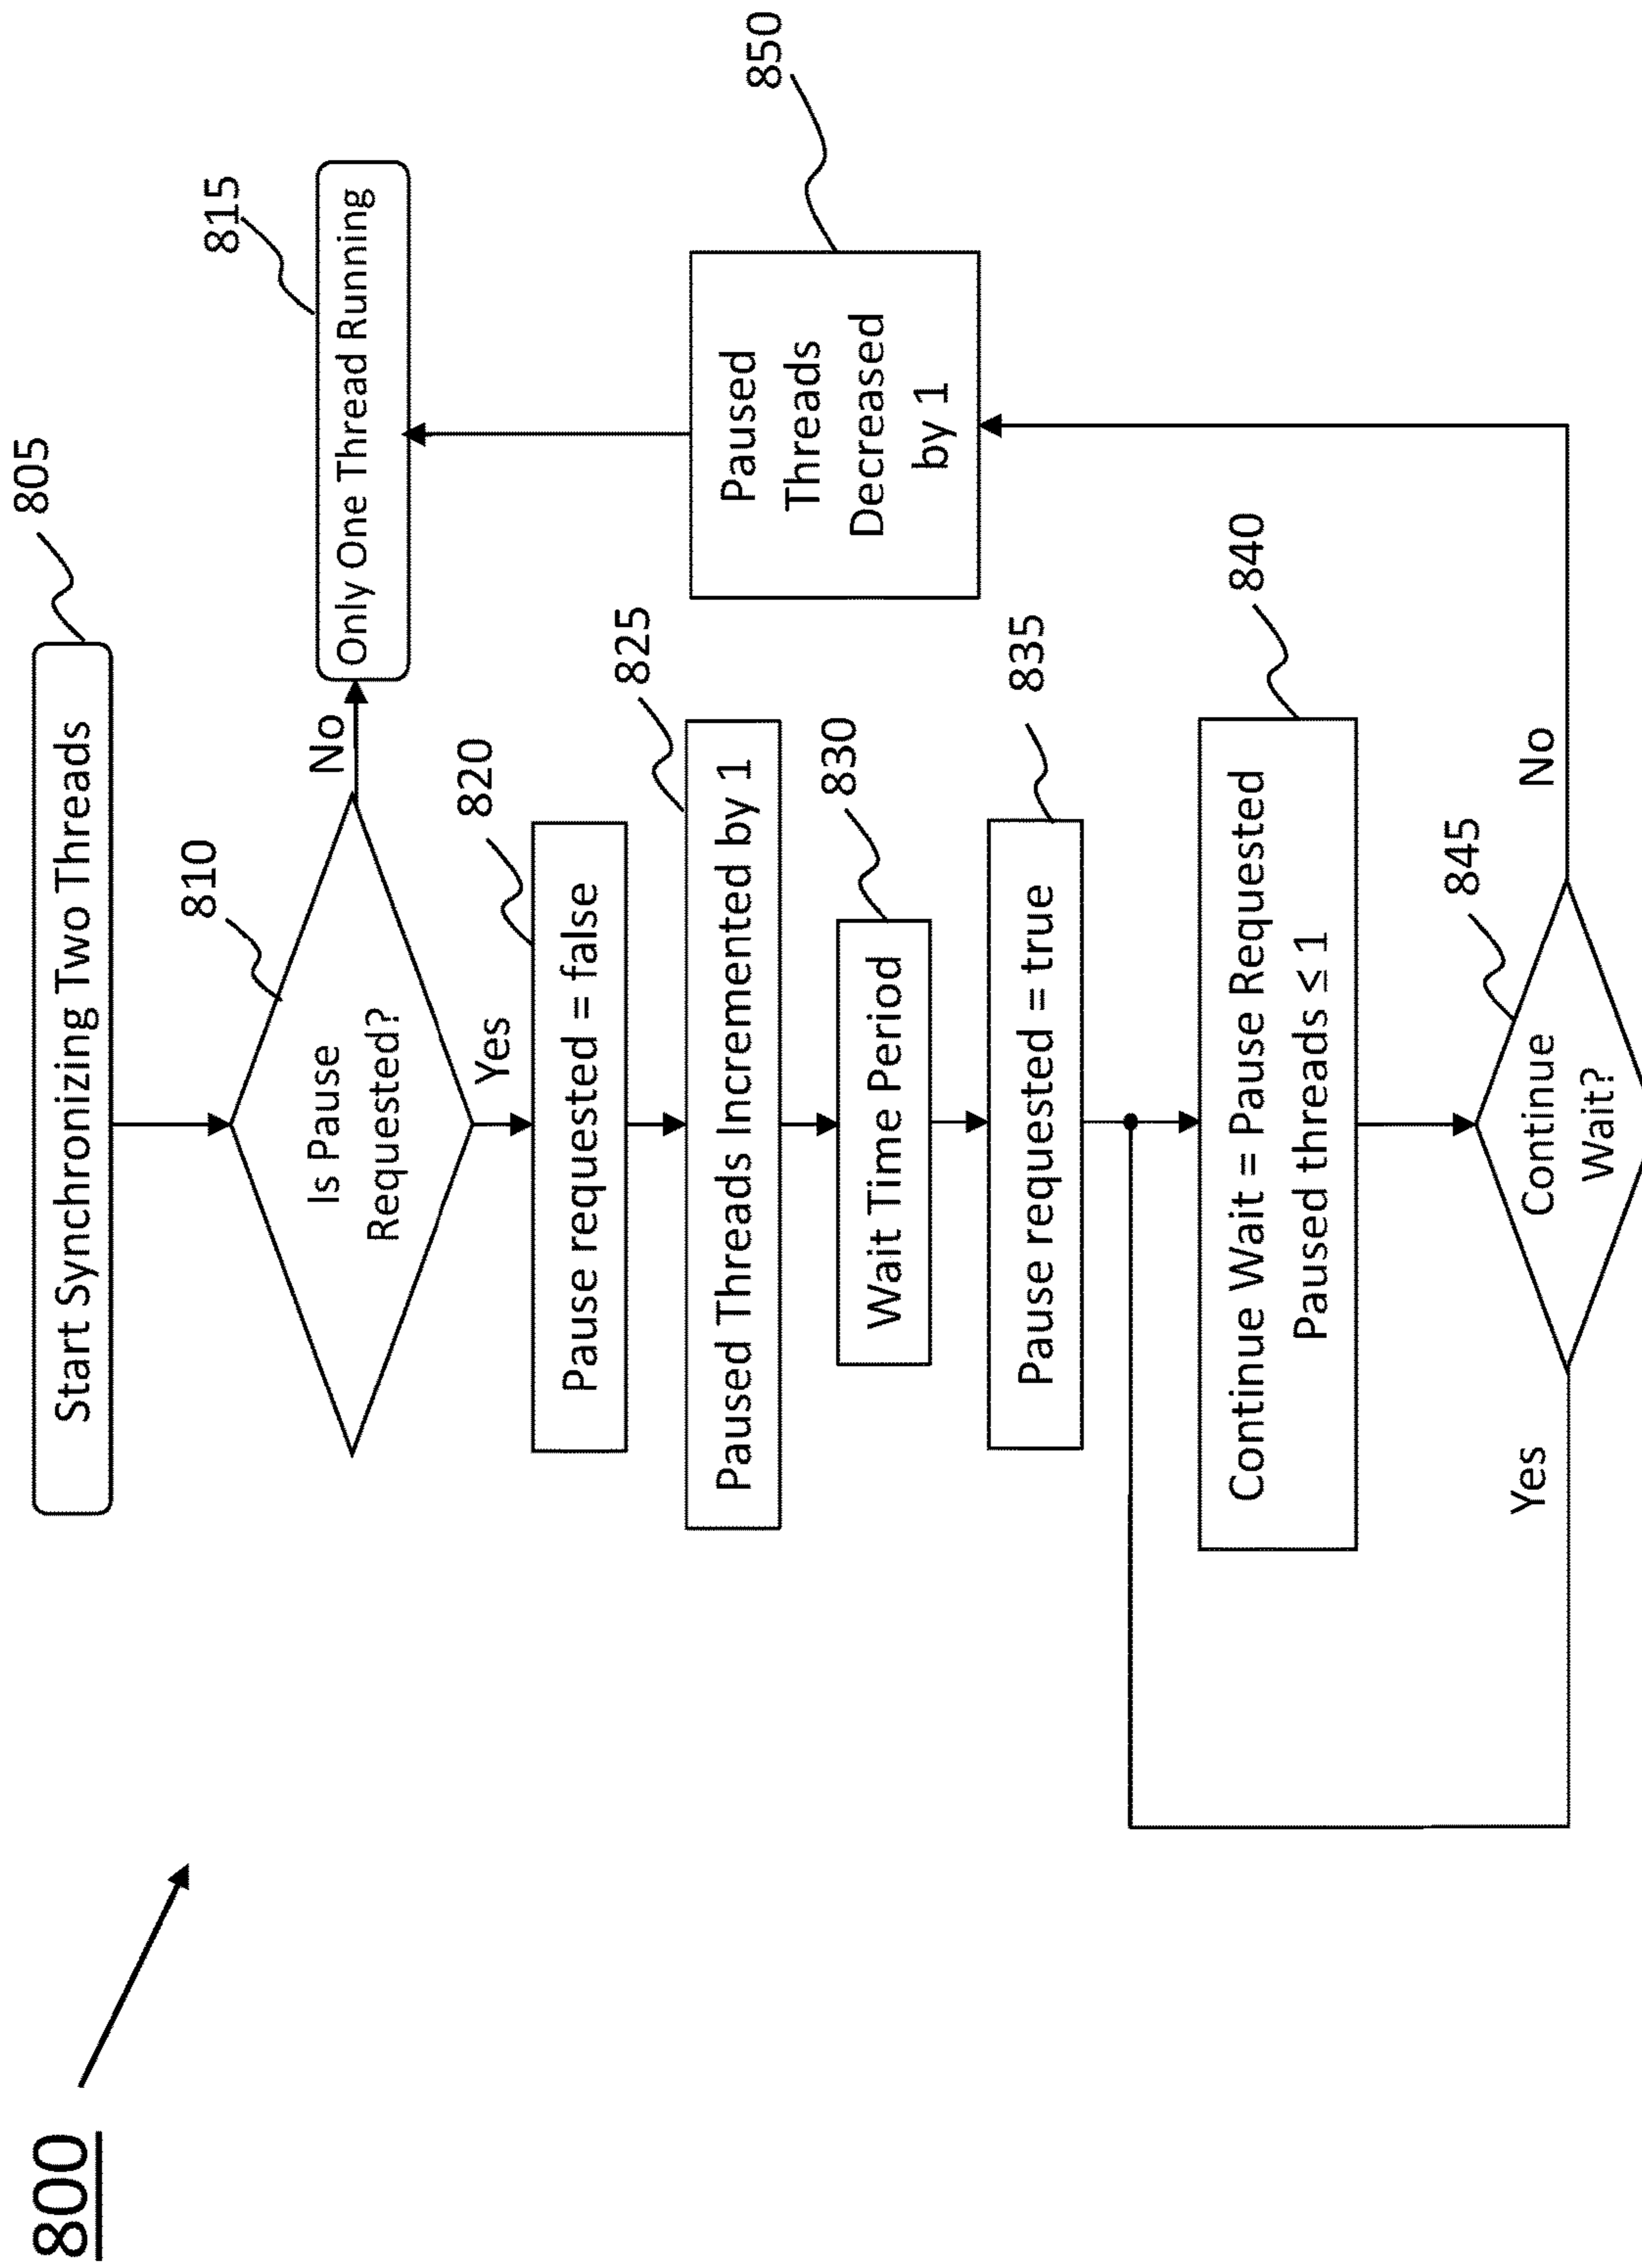 800
805
Start Synchronizing Two Threads
810
Is Pause
Requested?
No
815
Only One Thread Running
Yes
820
Pause requested = false
825
Paused Threads Incremented by 1
830
Wait Time Period
835
Pause requested = true
840
Continue Wait = Pause Requested
Paused threads ≤ 1
845
Continue
Wait?
Yes
No
850
Paused
Threads
Decreased
by 1